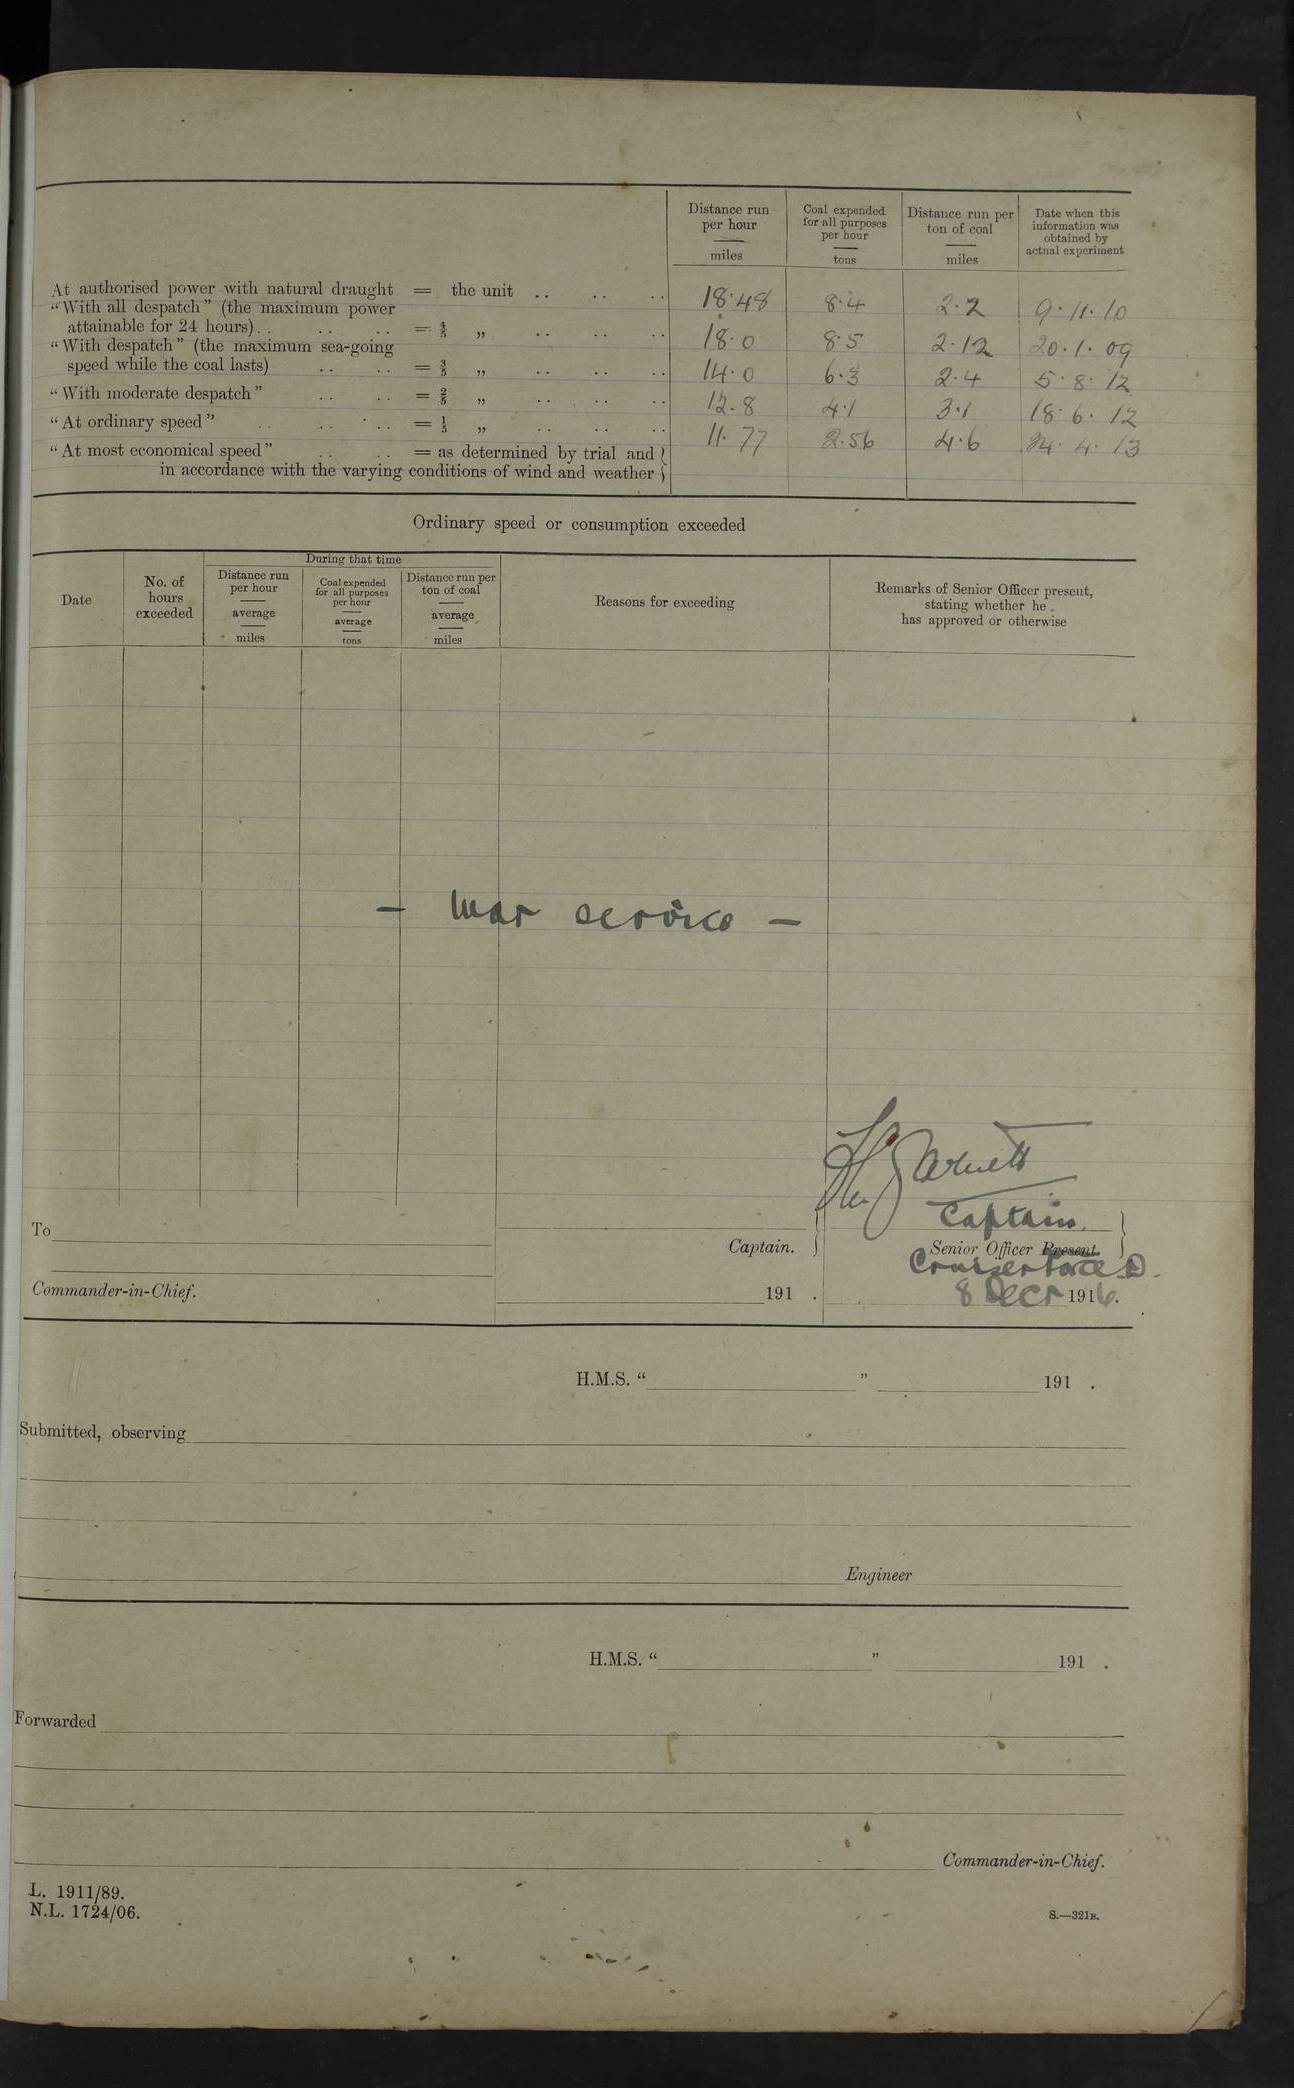 Distance run per hour miles
Coal expended for all purposes per hour tons
Distance run per ton of coal miles
Date when this information was obtained by actual experiment
At authorised power with natural draught = the unit .. .. .. 18.48 8.4 2.2 9.11.10
"With all despatch" (the maximum power
attainable for 24 hours) .. .. .. = 4/5 „ .. .. .. 18.0 8.5 2.12 20.1.09
"With despatch" (the maximum sea-going
speed while the coal lasts) .. .. = 3/5 „ .. .. .. 14.0 6.3 2.4 5.8.12
"With moderate despatch" .. .. = 2/5 „ .. .. .. 12.8 4.1 3.1 18.6.12
"At ordinary speed" .. .. .. = 1/5 „ .. .. .. 11.77 2.56 4.6 24.4.13
"At most economical speed" .. .. = as determined by trial and
in accordance with the varying conditions of wind and weather
Ordinary speed or consumption exceeded
Date
No. of hours exceeded
During that time
Distance run per hour average miles
Coal expended for all purposes per hour average tons
Distance run per ton of coal average miles
Reasons for exceeding
Remarks of Senior Officer present, stating whether he has approved or otherwise
- War service -
Captain
To
Captain.
Senior Officer Present.
Cruiser Force D.
Commander-in-Chief.
191 .
8 Decr 1916.
H.M.S. " " 191 .
Submitted, observing
Engineer
H.M.S. " " 191 .
Forwarded
Commander-in-Chief.
L. 1911/89.
N.L. 1724/06.
S.—321B.